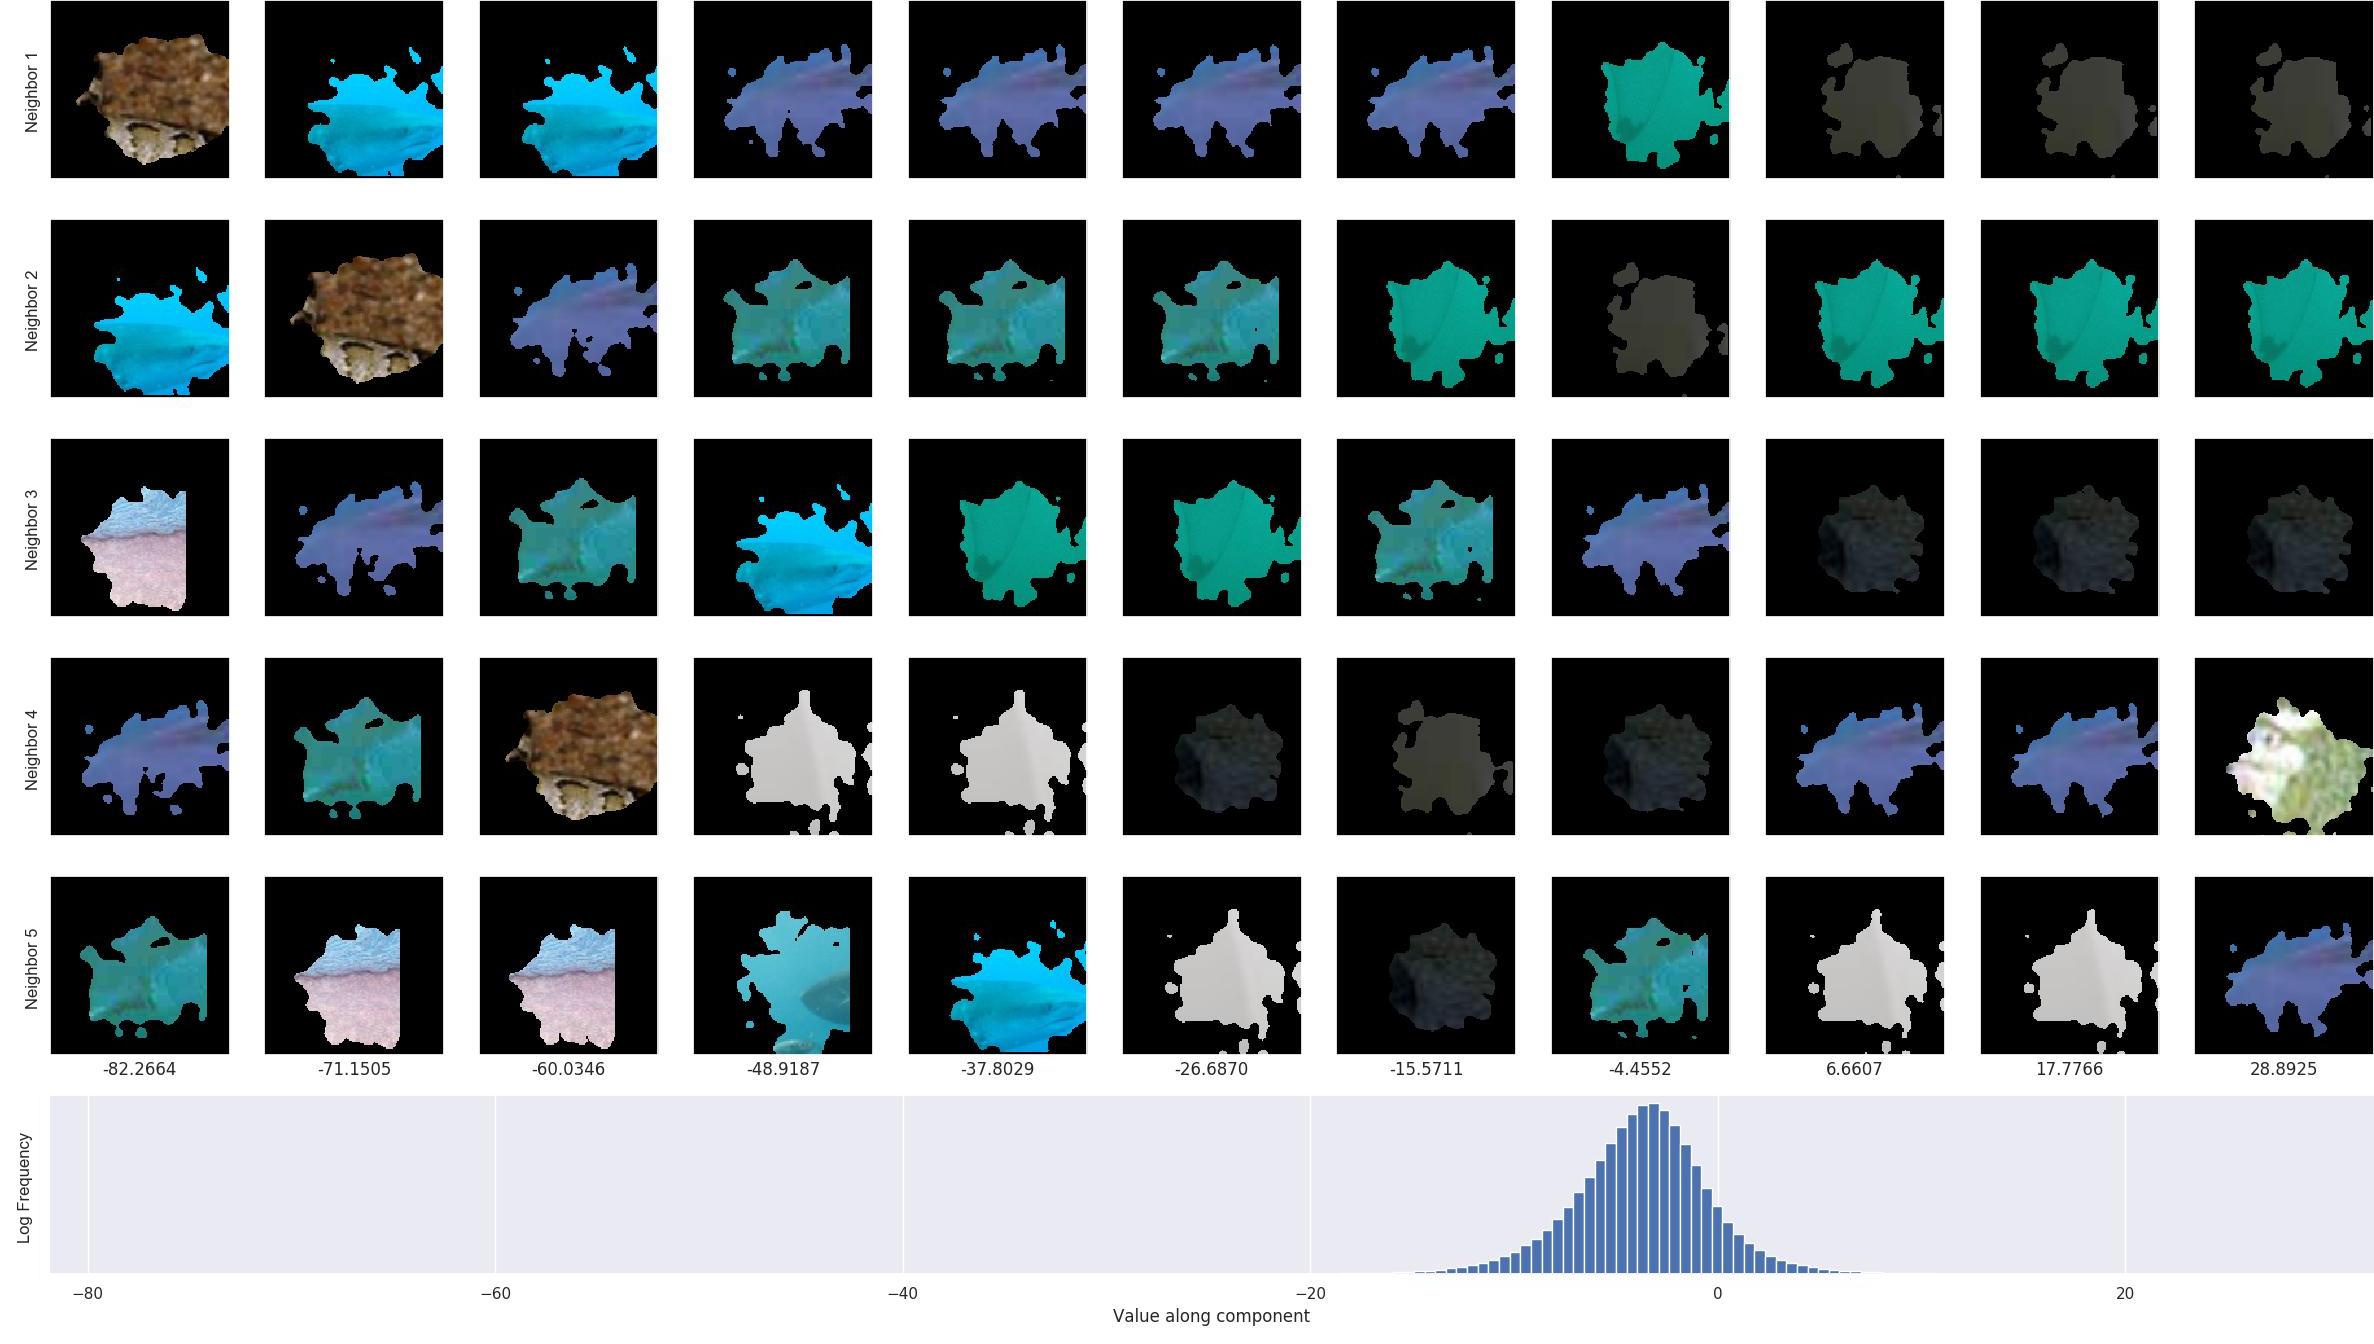 Neighbor 1
Neighbor 2
Neighbor 3
Neighbor 4
Neighbor 5
-82.2664 -71.1505 -60.0346 -48.9187 -37.8029 -26.6870 -15.5711 -4.4552 6.6607 17.7766 28.8925
Log Frequency
−80 −60 −40 −20 0 20
Value along component